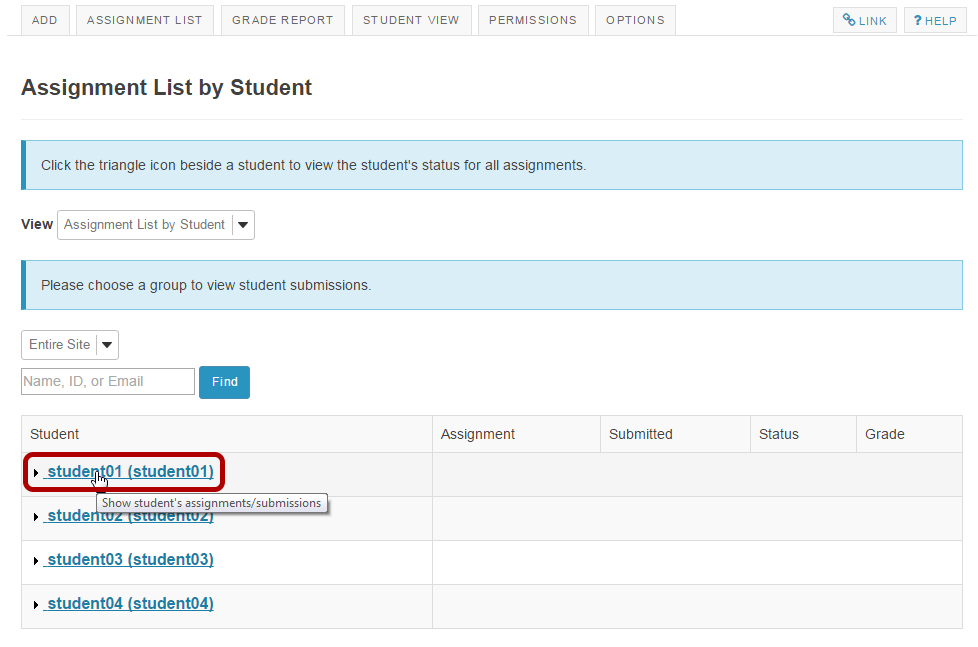 ADD ASSIGNMENT LIST GRADE REPORT STUDENT VIEW PERMISSIONS OPTIONS LINK ? HELP
Assignment List by Student
Click the triangle icon beside a student to view the student's status for all assignments.
View Assignment List by Student
Please choose a group to view student submissions.
Entire Site
Name, ID, or Email Find
Student Assignment Submitted Status Grade
student01 (student01)
Show student's assignments/submissions
student02 (student02)
student03 (student03)
student04 (student04)